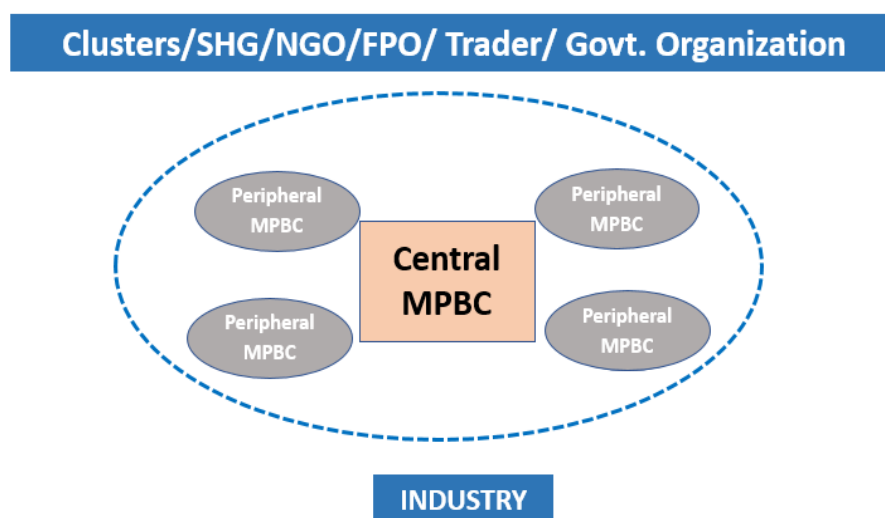 Clusters/SHG/NGO/FPO/ Trader/ Govt. Organization
Peripheral
MPBC
Peripheral
MPBC
Central
MPBC
Peripheral
MPBC
Peripheral
MPBC
INDUSTRY